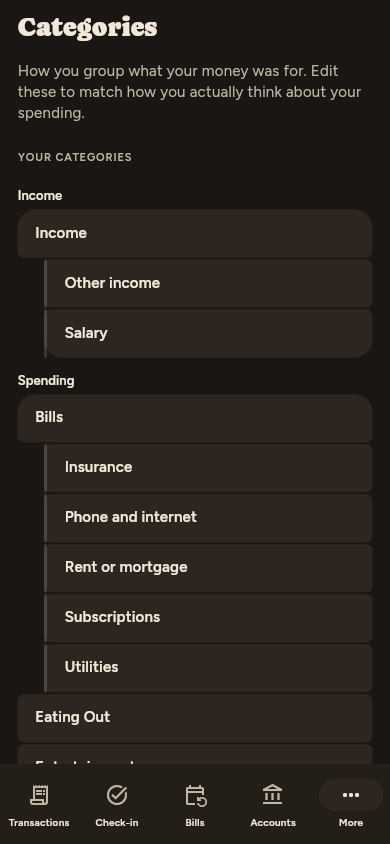 Categories
How you group what your money was for. Edit
these to match how you actually think about your
spending.
YOUR CATEGORIES
Income
Income
Other income
Salary
Spending
Bills
Insurance
Phone and internet
Rent or mortgage
Subscriptions
Utilities
Eating Out
Transactions
Check-in
Bills
Accounts
More